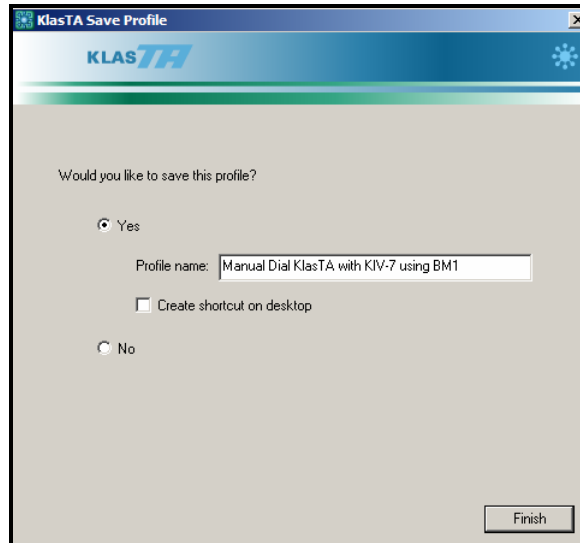 KlasTA Save Profile
KLASTA
Would you like to save this profile?
Yes
Profile name: Manual Dial KlasTA with KIV-7 using BM1
Create shortcut on desktop
No
Finish